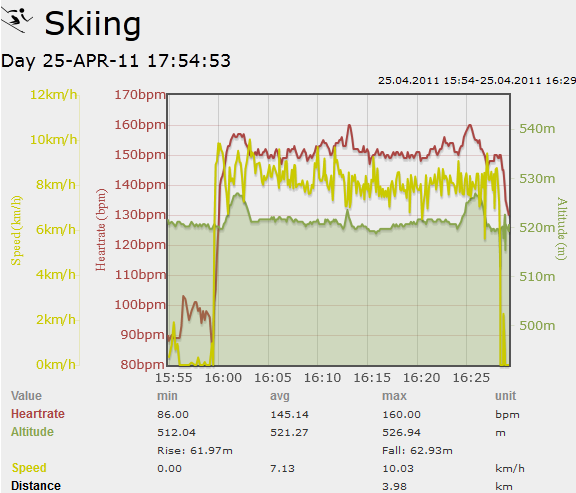 Skiing
Day 25-APR-11 17:54:53
25.04.2011 15:54-25.04.2011 16:29
12km/h
10km/h
8km/h
6km/h
4km/h
2km/h
0km/h
Speed (km/h)
170bpm
160bpm
150bpm
140bpm
130bpm
120bpm
110bpm
100bpm
90bpm
80bpm
Heartrate (bpm)
540m
530m
520m
510m
500m
Altitude (m)
15:55 16:00 16:05 16:10 16:15 16:20 16:25
Value min avg max unit
Heartrate 86.00 145.14 160.00 bpm
Altitude 512.04 521.27 526.94 m
Rise: 61.97m Fall: 62.93m
Speed 0.00 7.13 10.03 km/h
Distance 3.98 km